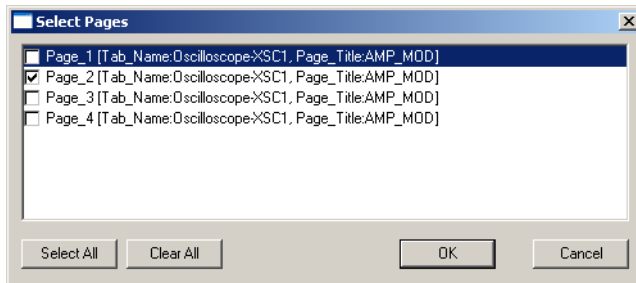 Select Pages
Page_1 [Tab_Name:Oscilloscope-XSC1, Page_Title:AMP_MOD]
Page_2 [Tab_Name:Oscilloscope-XSC1, Page_Title:AMP_MOD]
Page_3 [Tab_Name:Oscilloscope-XSC1, Page_Title:AMP_MOD]
Page_4 [Tab_Name:Oscilloscope-XSC1, Page_Title:AMP_MOD]
Select All Clear All OK Cancel